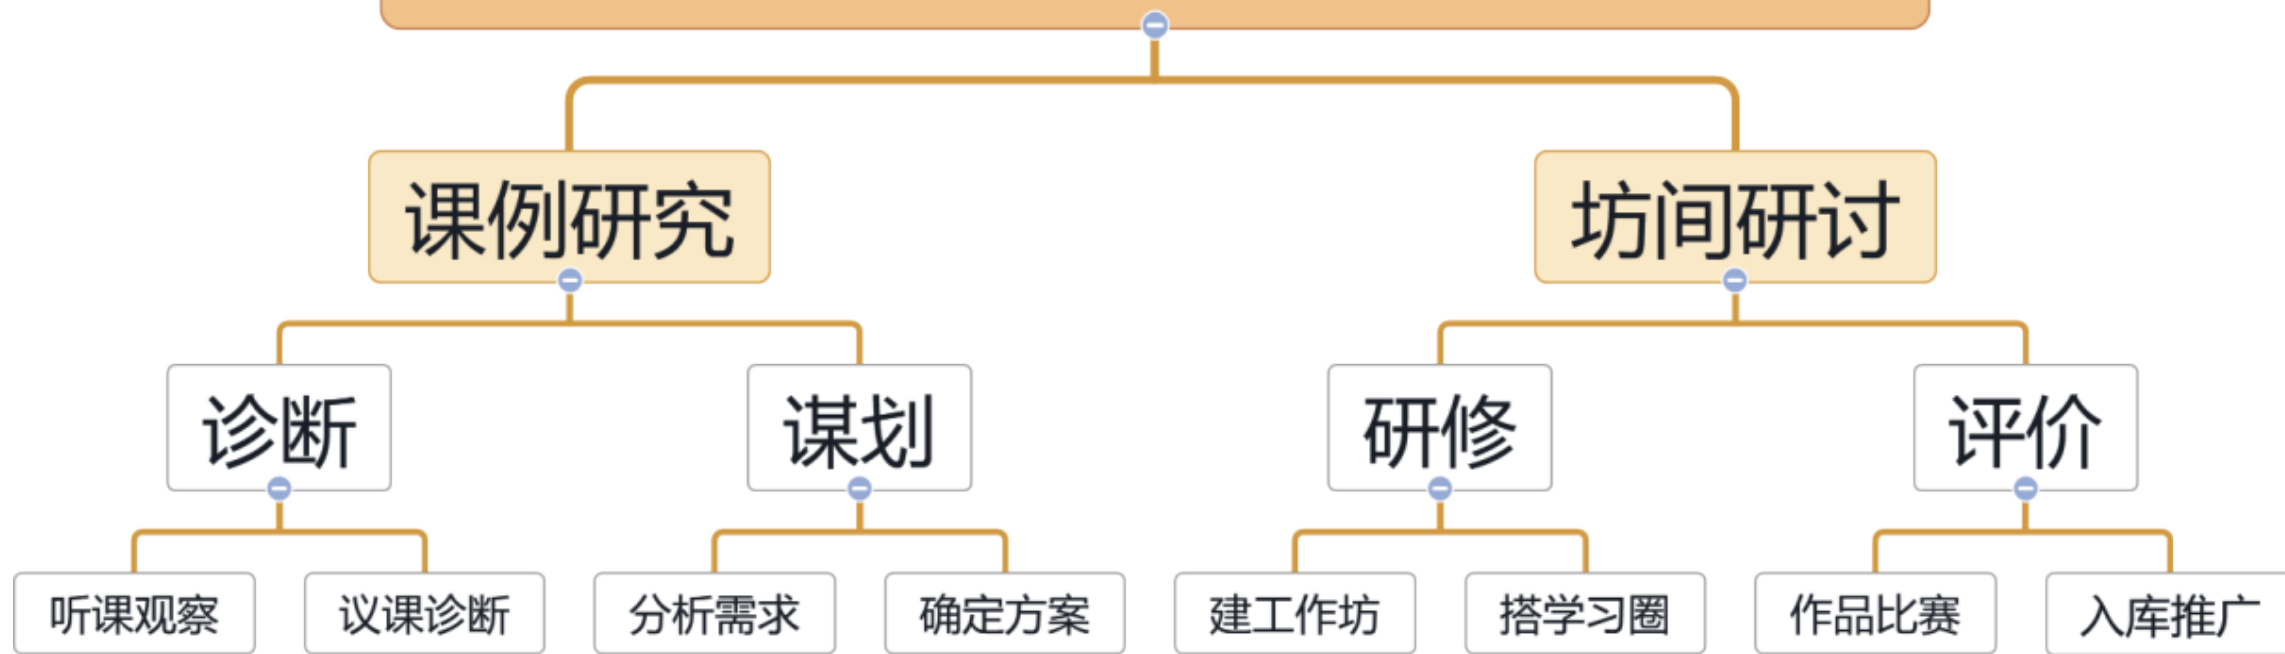 课例研究
坊间研讨
诊断
谋划
研修
评价
听课观察
议课诊断
分析需求
确定方案
建工作坊
搭学习圈
作品比赛
入库推广